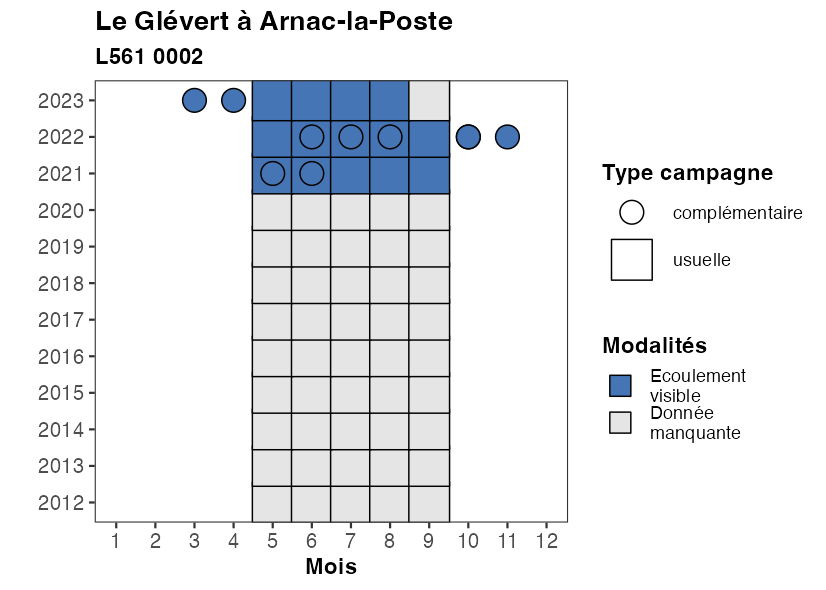 Le Glévert à Arnac-la-Poste
L561 0002
2023
2022
2021
2020
2019
2018
2017
2016
2015
2014
2013
2012
1 2 3 4 5 6 7 8 9 10 11 12
Mois
Type campagne
complémentaire
usuelle
Modalités
Ecoulement
visible
Donnée
manquante